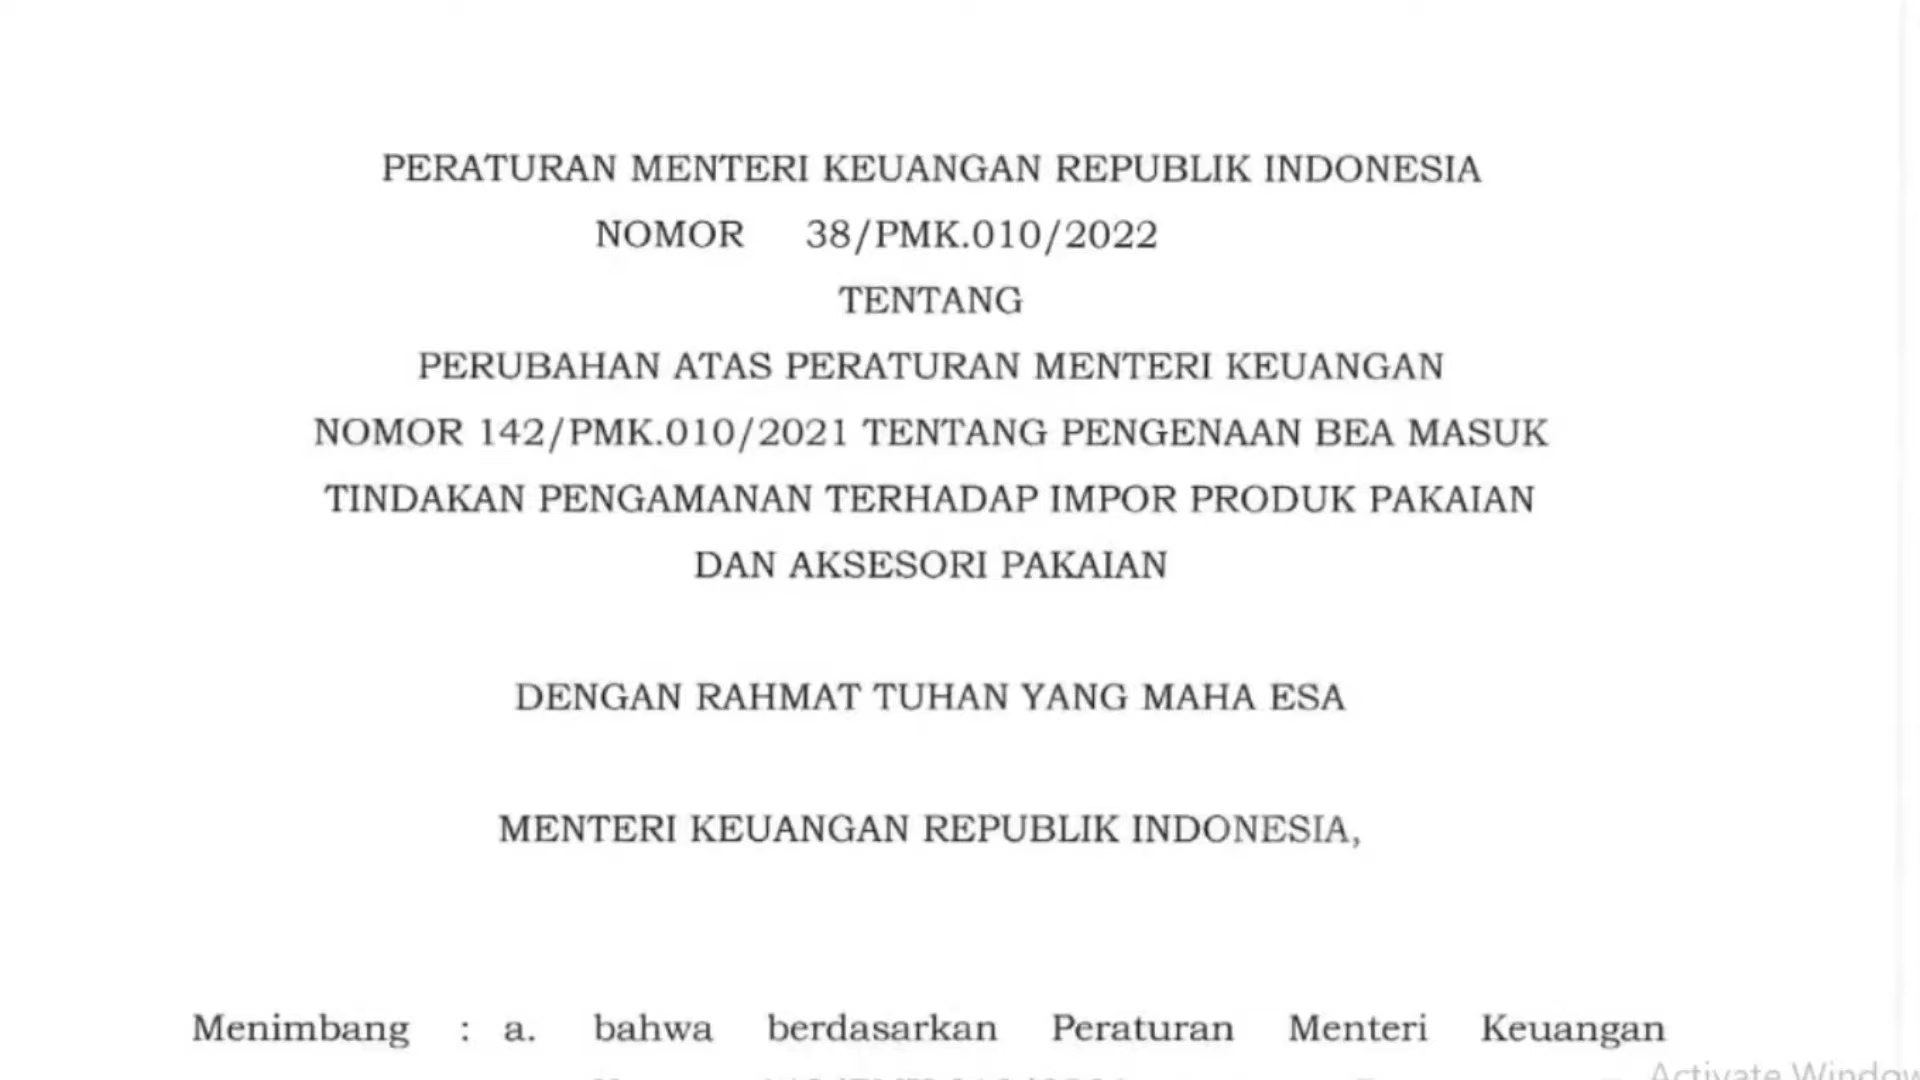 PERATURAN MENTERI KEUANGAN REPUBLIK INDONESIA
NOMOR 38/PMK.010/2022
TENTANG
PERUBAHAN ATAS PERATURAN MENTERI KEUANGAN
NOMOR 142/PMK.010/2021 TENTANG PENGENAAN BEA MASUK
TINDAKAN PENGAMANAN TERHADAP IMPOR PRODUK PAKAIAN
DAN AKSESORI PAKAIAN
DENGAN RAHMAT TUHAN YANG MAHA ESA
MENTERI KEUANGAN REPUBLIK INDONESIA,
Menimbang : a. bahwa berdasarkan Peraturan Menteri Keuangan
Activate Window